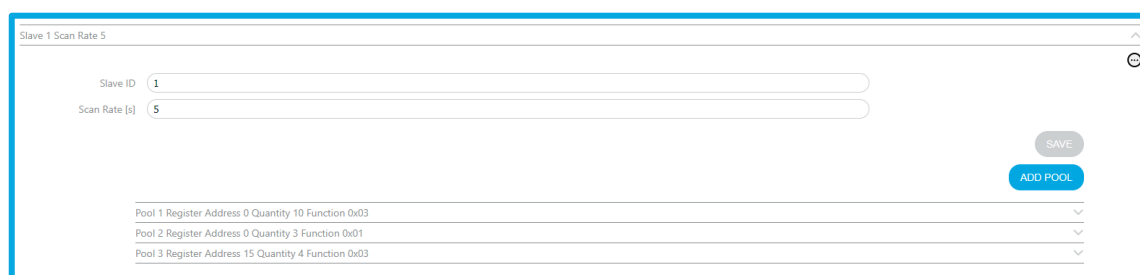 Slave 1 Scan Rate 5
Slave ID 1
Scan Rate [s] 5
SAVE
ADD POOL
Pool 1 Register Address 0 Quantity 10 Function 0x03
Pool 2 Register Address 0 Quantity 3 Function 0x01
Pool 3 Register Address 15 Quantity 4 Function 0x03